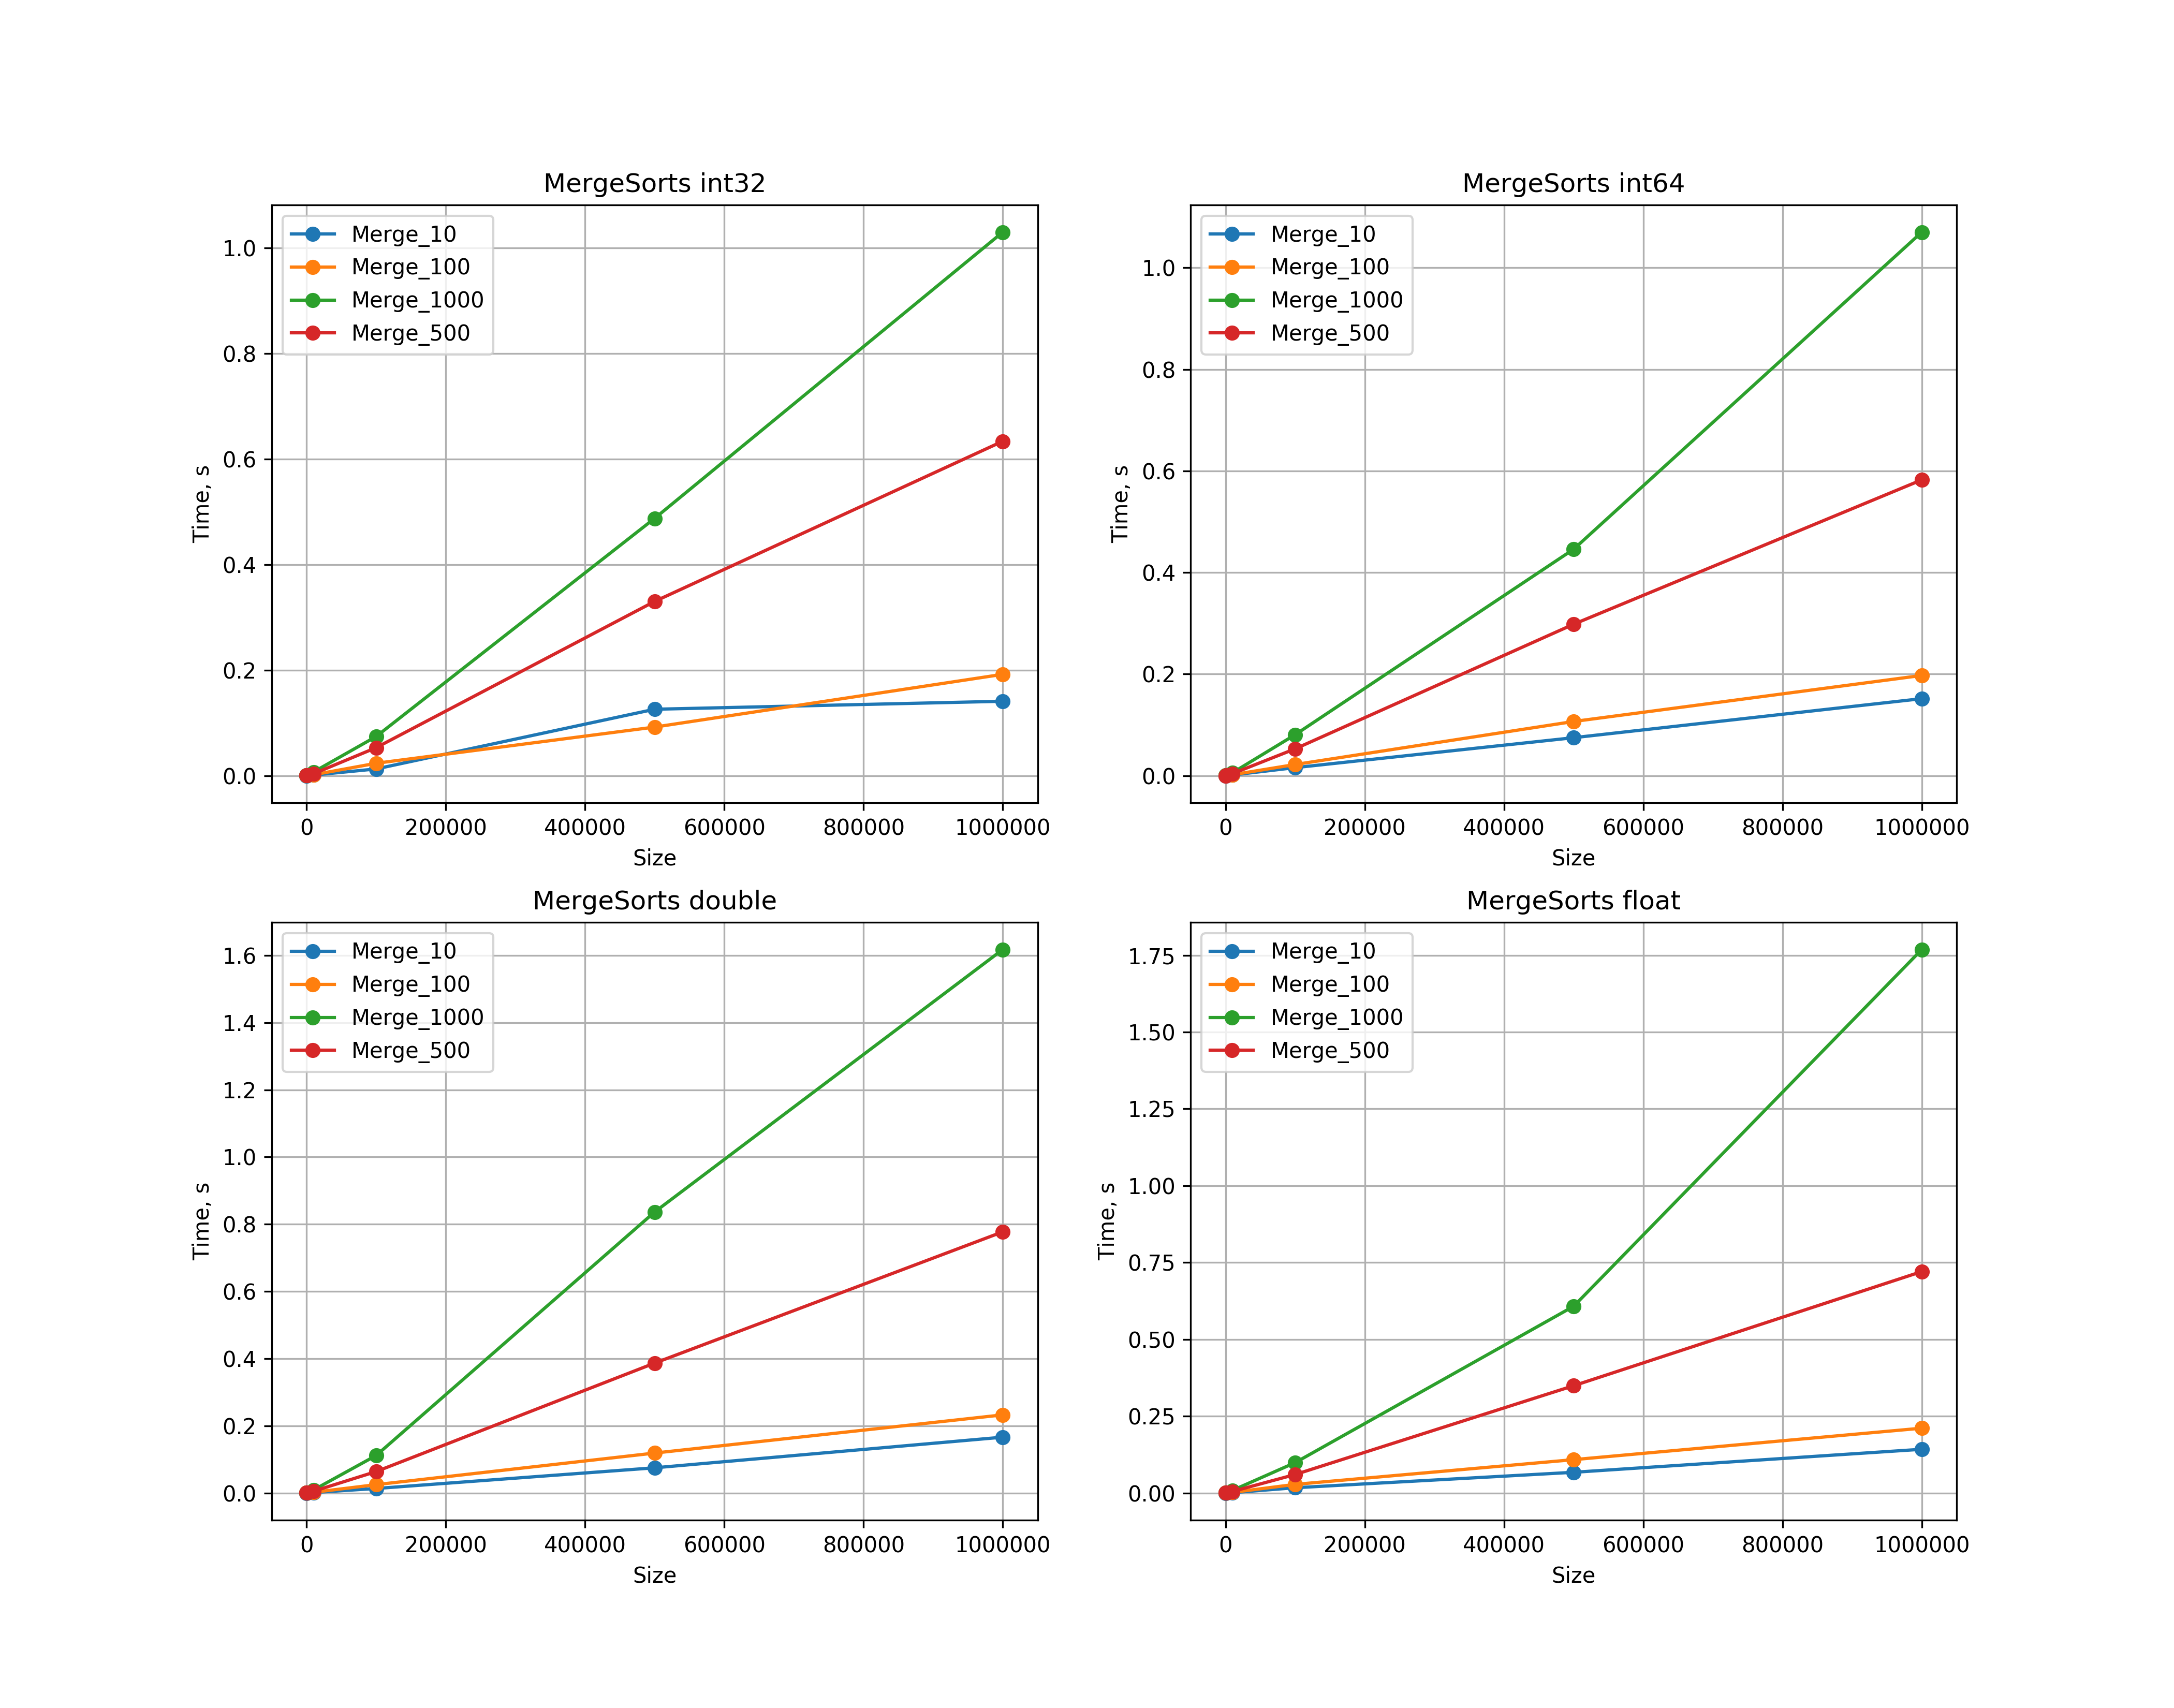 MergeSorts int32
Merge_10
Merge_100
Merge_1000
Merge_500
1.0
0.8
0.6
0.4
0.2
0.0
Time, s
0 200000 400000 600000 800000 1000000
Size
MergeSorts int64
Merge_10
Merge_100
Merge_1000
Merge_500
1.0
0.8
0.6
0.4
0.2
0.0
Time, s
0 200000 400000 600000 800000 1000000
Size
MergeSorts double
Merge_10
Merge_100
Merge_1000
Merge_500
1.6
1.4
1.2
1.0
0.8
0.6
0.4
0.2
0.0
Time, s
0 200000 400000 600000 800000 1000000
Size
MergeSorts float
Merge_10
Merge_100
Merge_1000
Merge_500
1.75
1.50
1.25
1.00
0.75
0.50
0.25
0.00
Time, s
0 200000 400000 600000 800000 1000000
Size